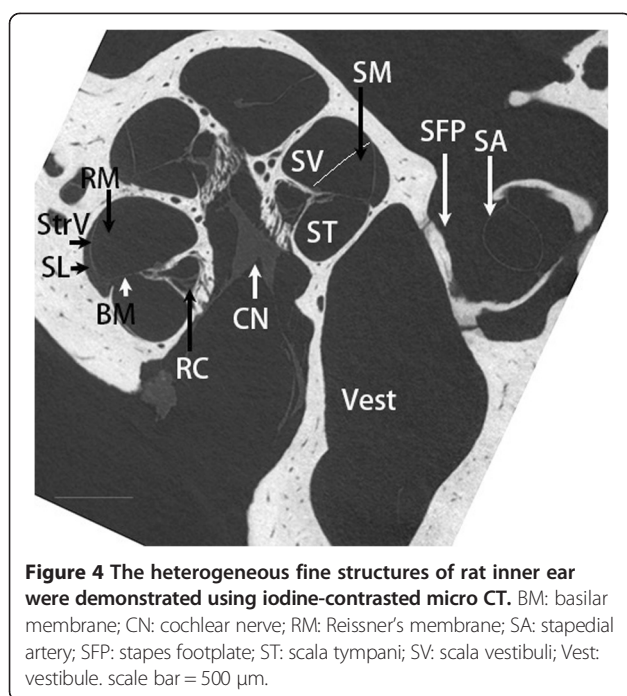 SM
SFP
SA
SV
RM
StrV
ST
SL
BM
CN
RC
Vest
Figure 4 The heterogeneous fine structures of rat inner ear
were demonstrated using iodine-contrasted micro CT. BM: basilar
membrane; CN: cochlear nerve; RM: Reissner's membrane; SA: stapedial
artery; SFP: stapes footplate; ST: scala tympani; SV: scala vestibuli; Vest:
vestibule. scale bar = 500 μm.